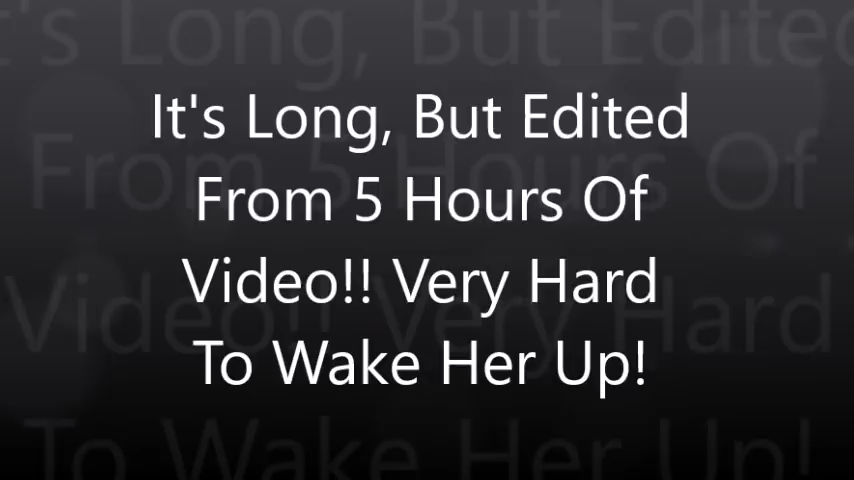 It's Long, But Edited
From 5 Hours Of
Video!! Very Hard
To Wake Her Up!